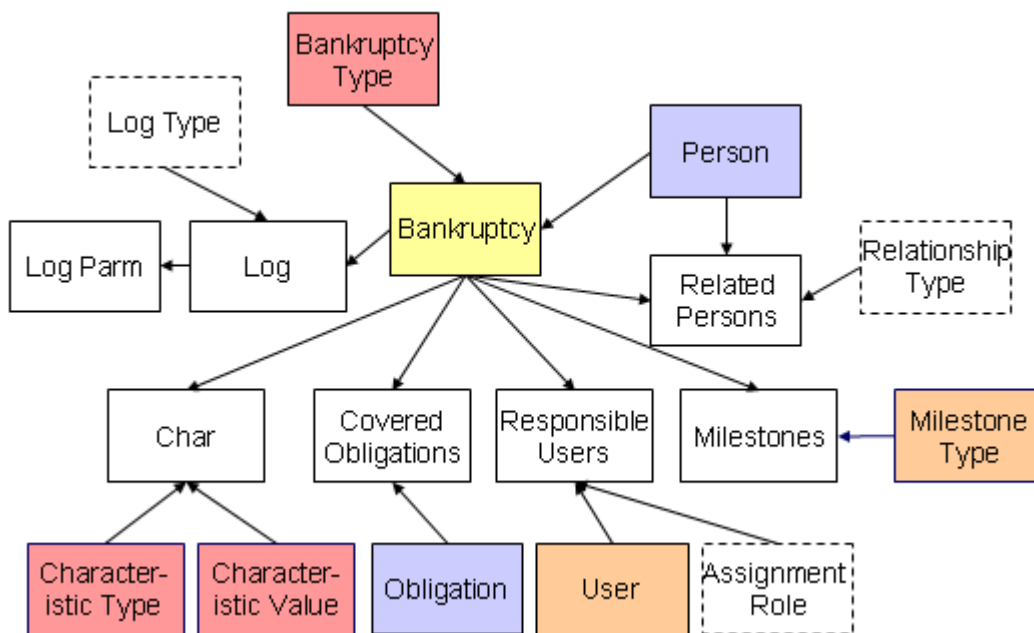 Bankruptcy
Type
Log Type
Person
Bankruptcy
Log Parm
Log
Related
Persons
Relationship
Type
Char
Covered
Obligations
Responsible
Users
Milestones
Milestone
Type
Character-
istic Type
Character-
istic Value
Obligation
User
Assignment
Role